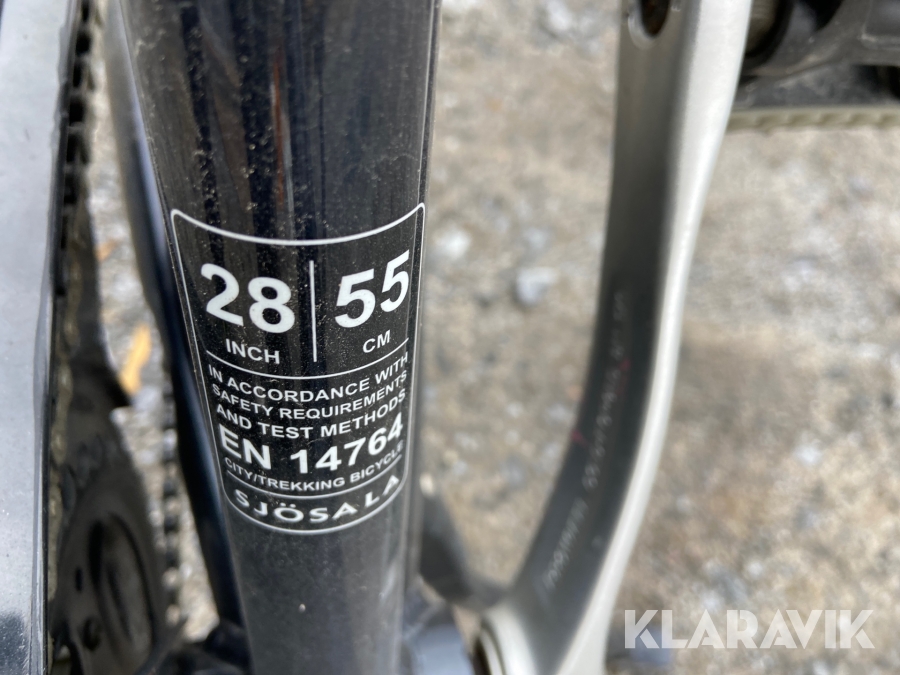 28 55
INCH CM
IN ACCORDANCE WITH
SAFETY REQUIREMENTS
AND TEST METHODS
EN 14764
CITY/TREKKING BICYCLE
SJÖSALA
KLARAVIK